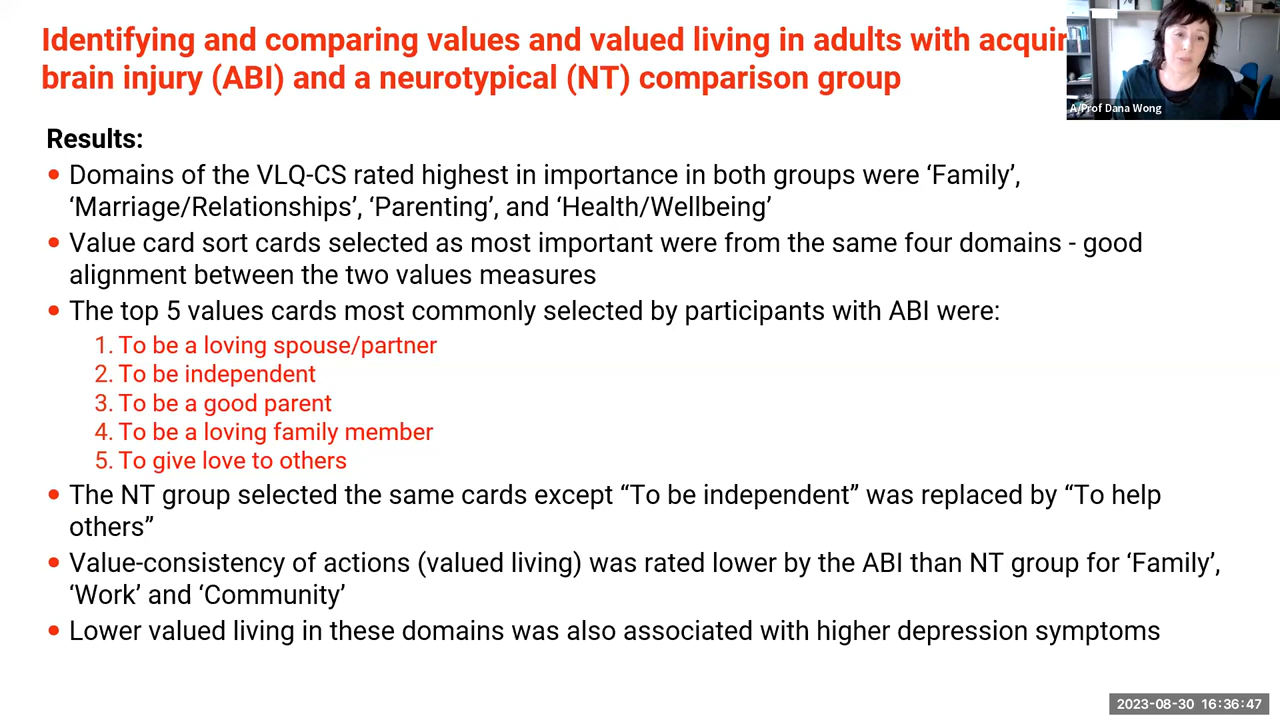 Identifying and comparing values and valued living in adults with acquir
brain injury (ABI) and a neurotypical (NT) comparison group
A/Prof Dana Wong
Results:
• Domains of the VLQ-CS rated highest in importance in both groups were ‘Family’,
‘Marriage/Relationships’, ‘Parenting’, and ‘Health/Wellbeing’
• Value card sort cards selected as most important were from the same four domains - good
alignment between the two values measures
• The top 5 values cards most commonly selected by participants with ABI were:
1. To be a loving spouse/partner
2. To be independent
3. To be a good parent
4. To be a loving family member
5. To give love to others
• The NT group selected the same cards except “To be independent” was replaced by “To help
others”
• Value-consistency of actions (valued living) was rated lower by the ABI than NT group for ‘Family’,
‘Work’ and ‘Community’
• Lower valued living in these domains was also associated with higher depression symptoms
2023-08-30 16:36:47